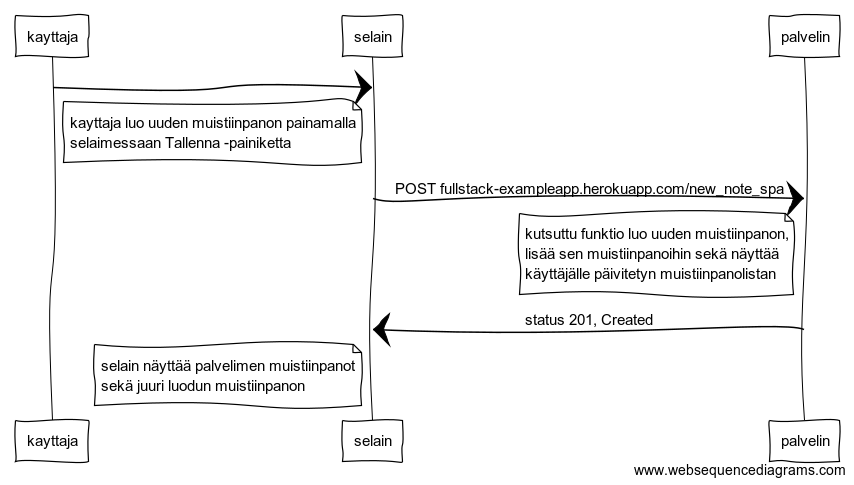 kayttaja
selain
palvelin
kayttaja luo uuden muistiinpanon painamalla
selaimessaan Tallenna -painiketta
POST fullstack-exampleapp.herokuapp.com/new_note_spa
kutsuttu funktio luo uuden muistiinpanon,
lisää sen muistiinpanoihin sekä näyttää
käyttäjälle päivitetyn muistiinpanolistan
status 201, Created
selain näyttää palvelimen muistiinpanot
sekä juuri luodun muistiinpanon
kayttaja
selain
palvelin
www.websequencediagrams.com